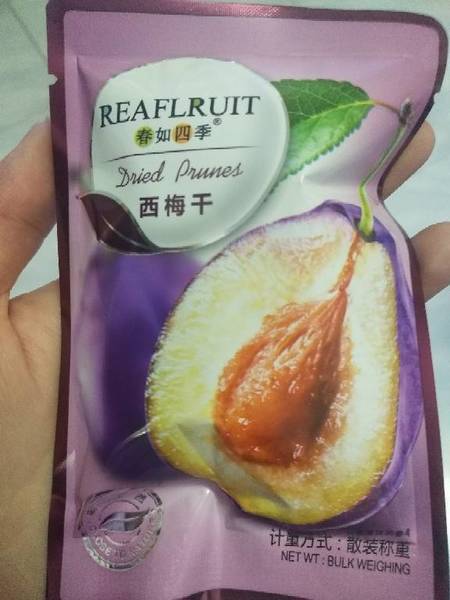 REAFLRUIT
春如四季®
Dried Prunes
西梅干
计量方式：散装称重
NET WT : BULK WEIGHING